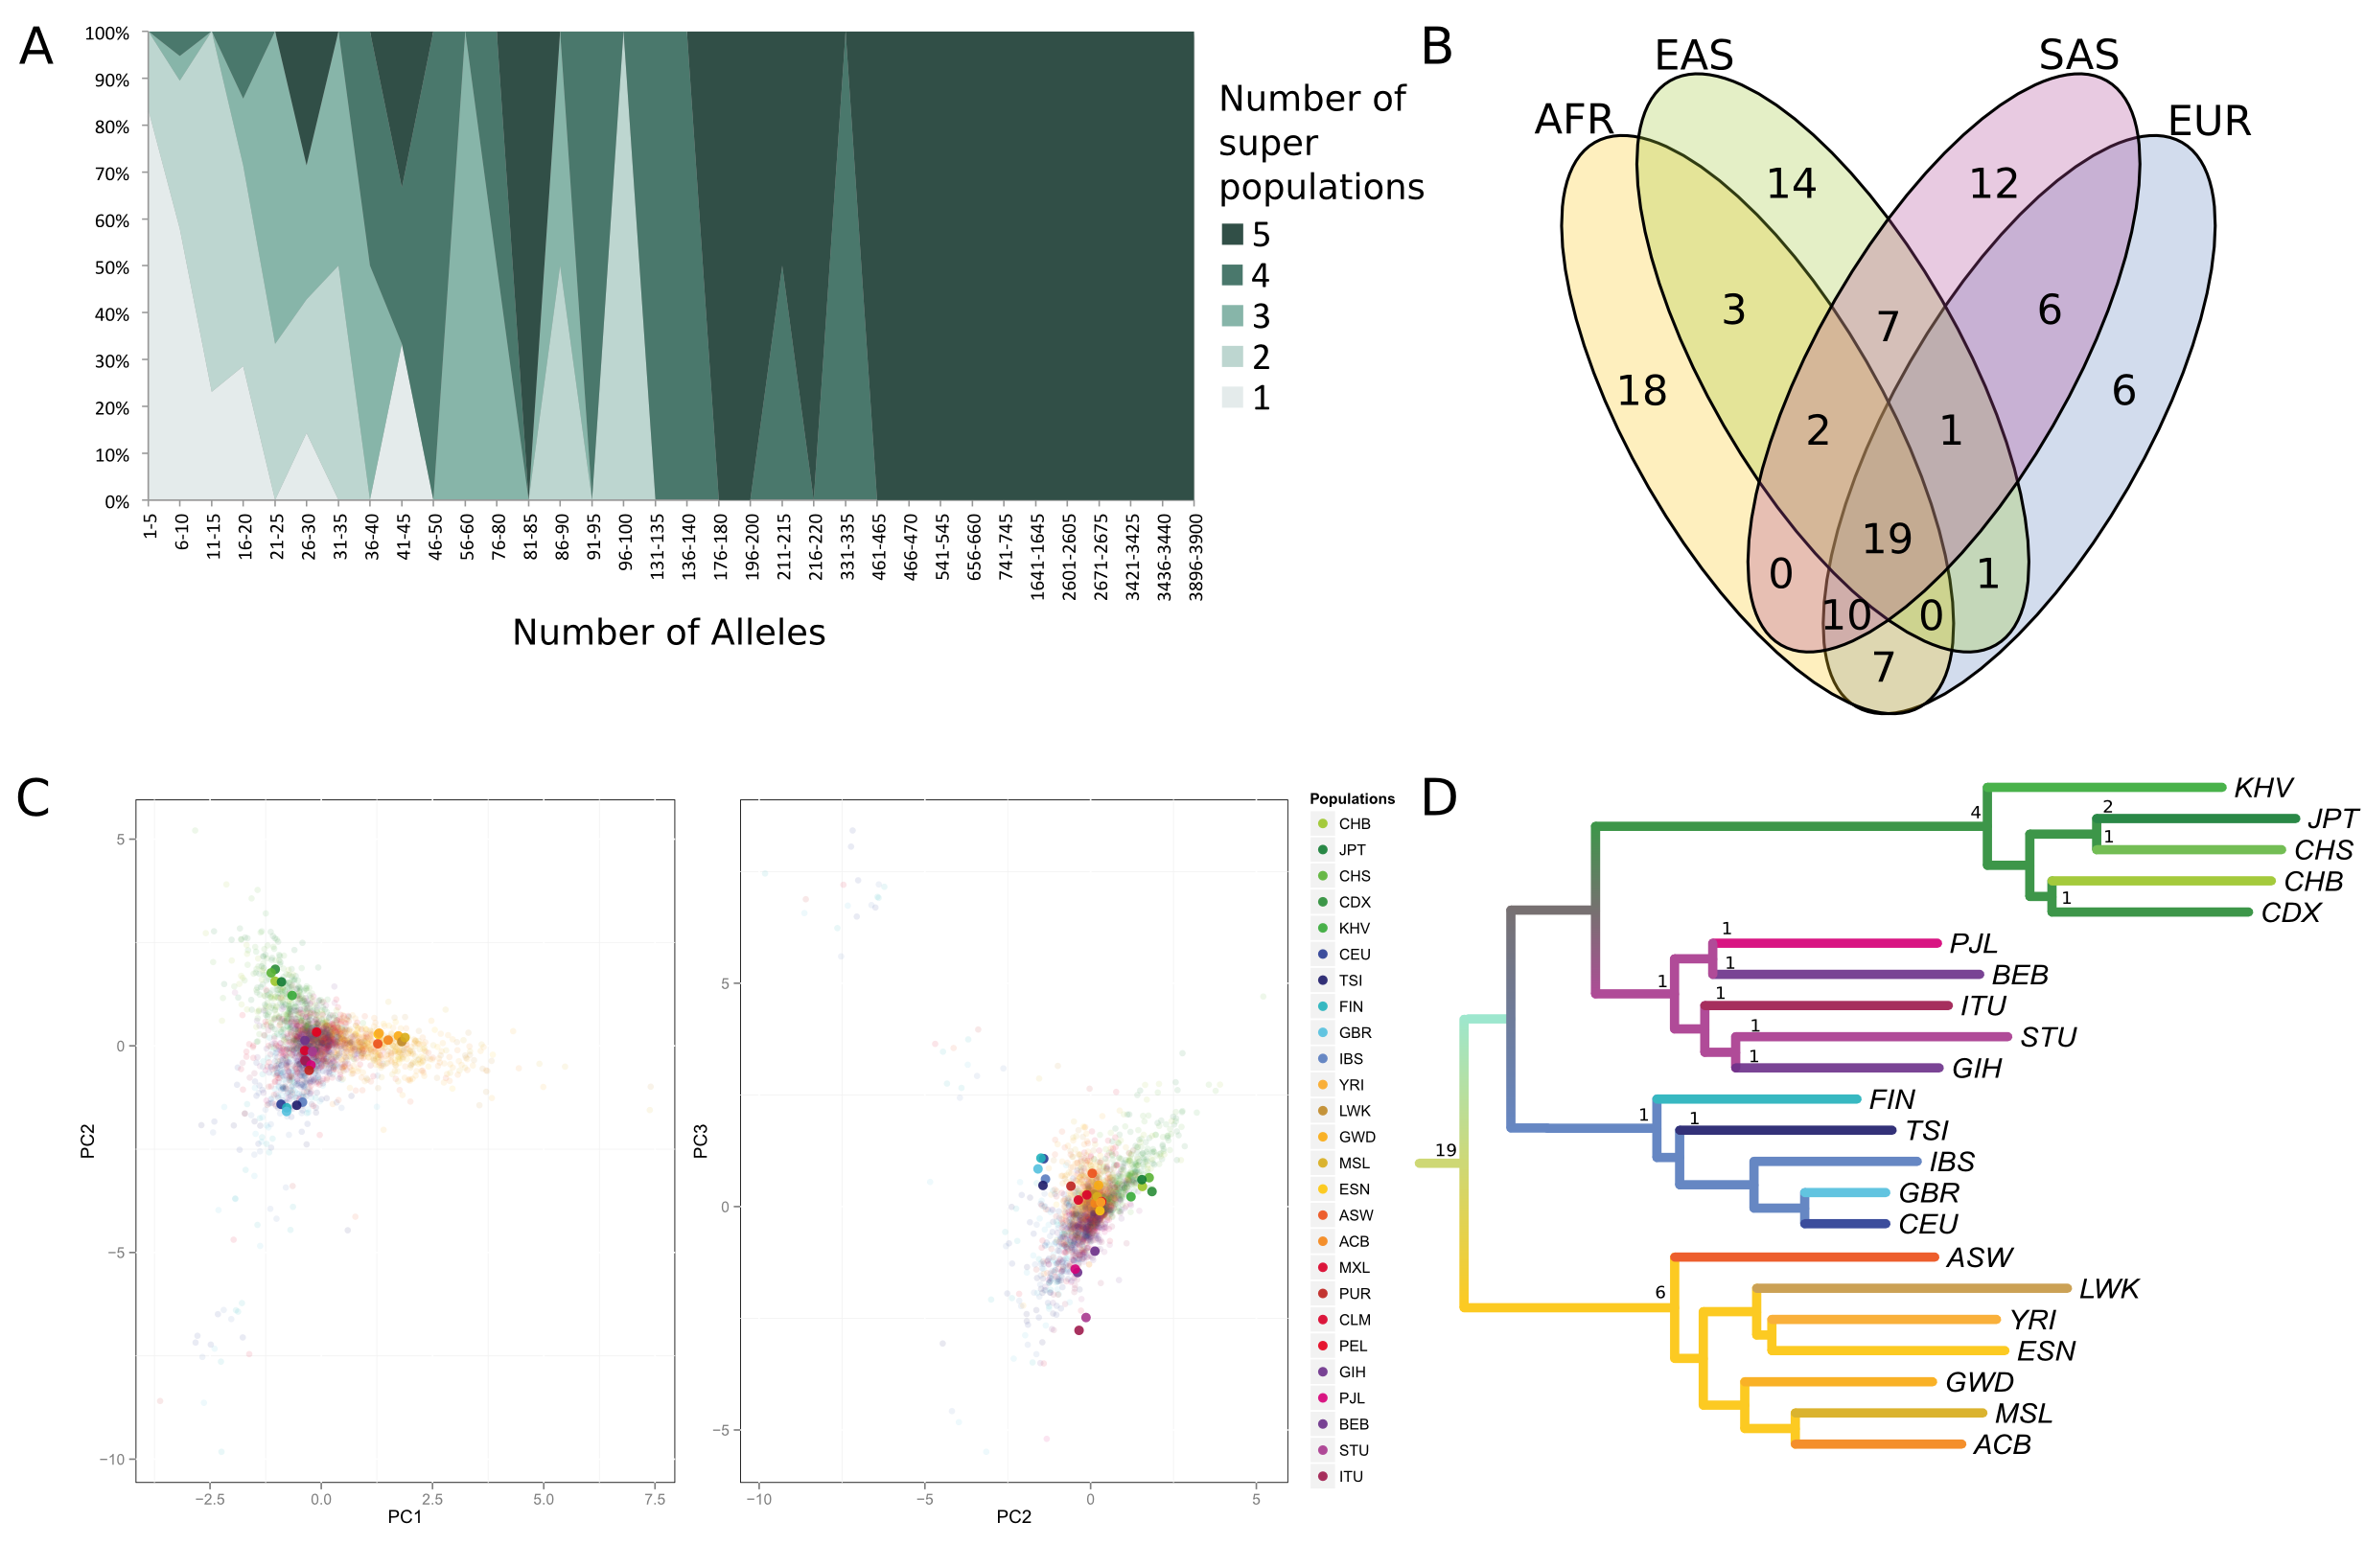 A
100%
90%
80%
70%
60%
50%
40%
30%
20%
10%
0%
1-5
6-10
11-15
16-20
21-25
26-30
31-35
36-40
41-45
46-50
56-60
76-80
81-85
86-90
91-95
96-100
131-135
136-140
176-180
196-200
211-215
216-220
331-335
461-465
466-470
541-545
656-660
741-745
1641-1645
2601-2605
2671-2675
3421-3425
3436-3440
3896-3900
Number of Alleles
Number of
super
populations
5
4
3
2
1
B
EAS
SAS
AFR
EUR
14
12
3
7
6
18
6
2
1
19
0
1
10
0
7
C
5
0
−5
−10
PC2
−2.5
0.0
2.5
5.0
7.5
PC1
5
0
−5
PC3
−10
−5
0
5
PC2
Populations
CHB
JPT
CHS
CDX
KHV
CEU
TSI
FIN
GBR
IBS
YRI
LWK
GWD
MSL
ESN
ASW
ACB
MXL
PUR
CLM
PEL
GIH
PJL
BEB
STU
ITU
D
KHV
4
2
JPT
1
CHS
CHB
1
CDX
1
PJL
1
BEB
1
1
ITU
1
STU
1
GIH
FIN
1
1
TSI
IBS
GBR
CEU
19
ASW
6
LWK
YRI
ESN
GWD
MSL
ACB